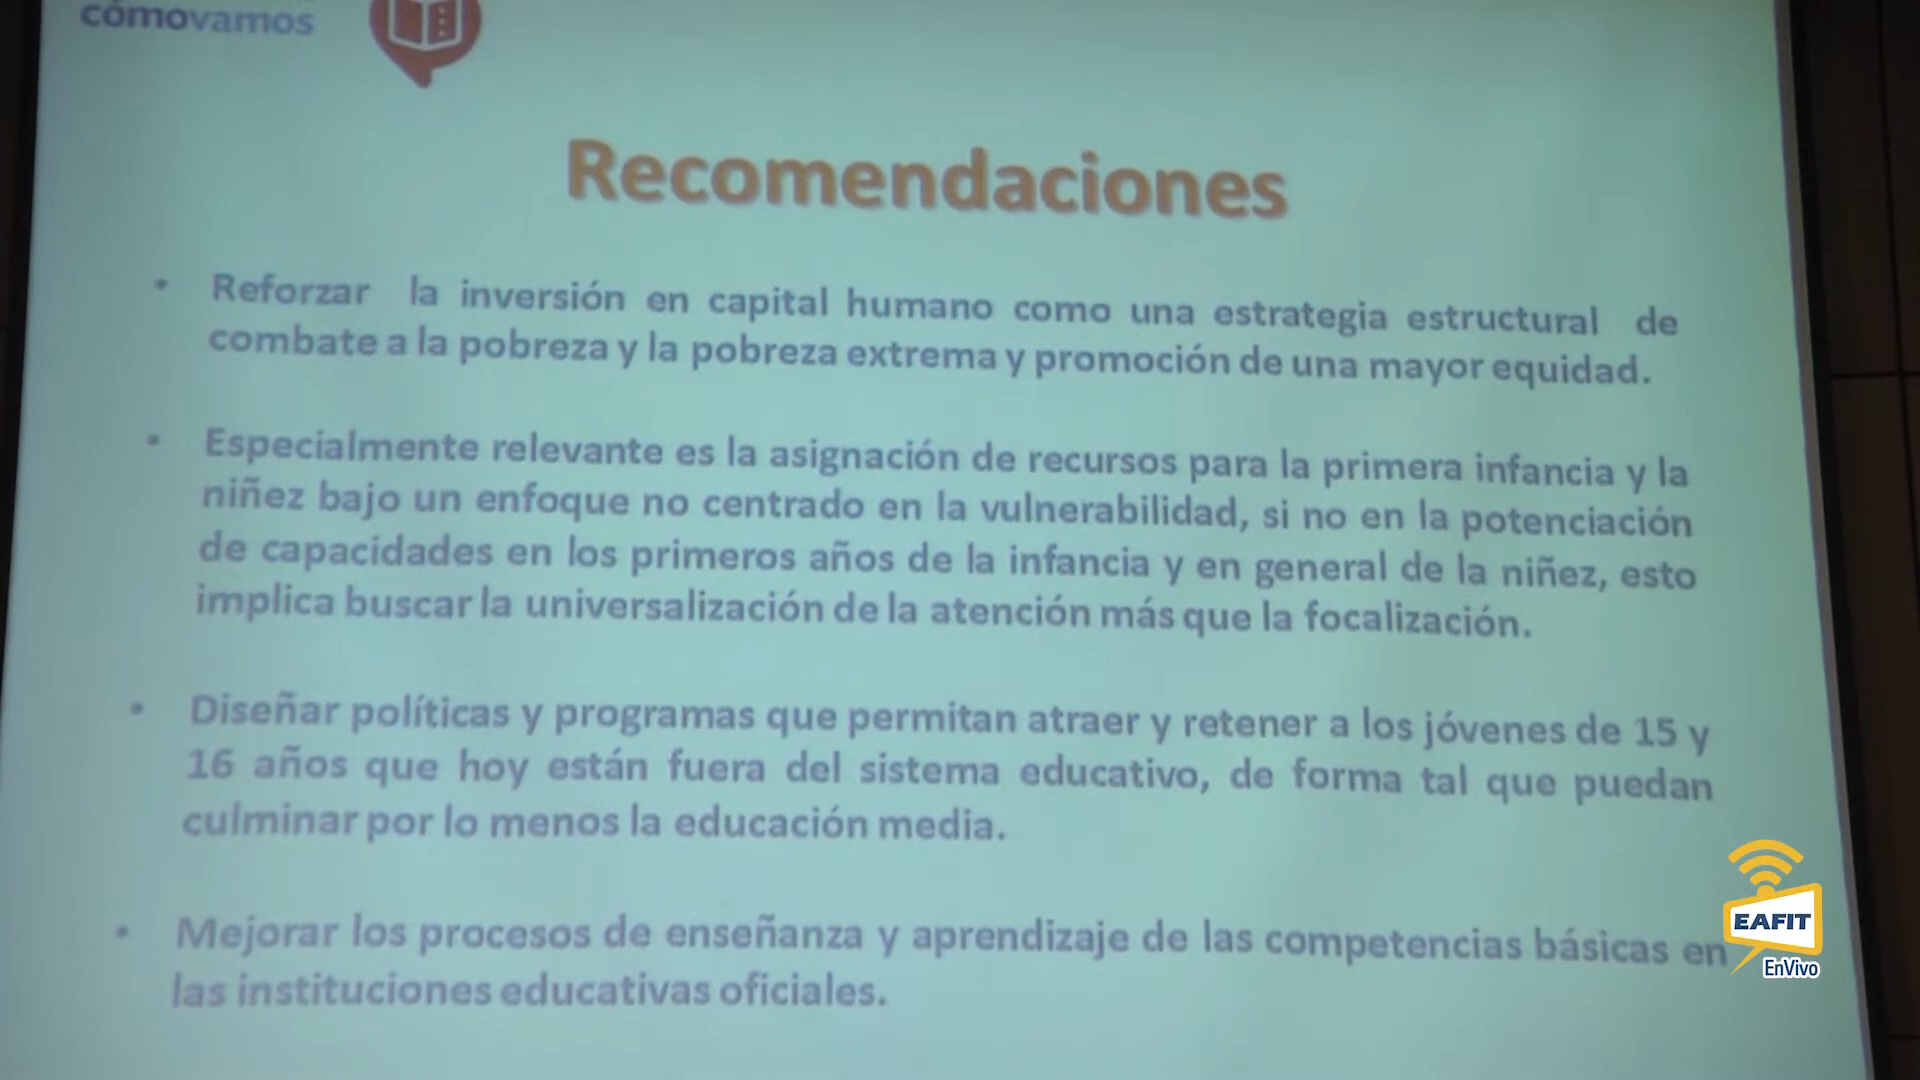 cómovamos
Recomendaciones
• Reforzar la inversión en capital humano como una estrategia estructural de
combate a la pobreza y la pobreza extrema y promoción de una mayor equidad.
• Especialmente relevante es la asignación de recursos para la primera infancia y la
niñez bajo un enfoque no centrado en la vulnerabilidad, si no en la potenciación
de capacidades en los primeros años de la infancia y en general de la niñez, esto
implica buscar la universalización de la atención más que la focalización.
• Diseñar políticas y programas que permitan atraer y retener a los jóvenes de 15 y
16 años que hoy están fuera del sistema educativo, de forma tal que puedan
culminar por lo menos la educación media.
• Mejorar los procesos de enseñanza y aprendizaje de las competencias básicas en
las instituciones educativas oficiales.
EAFIT
EnVivo